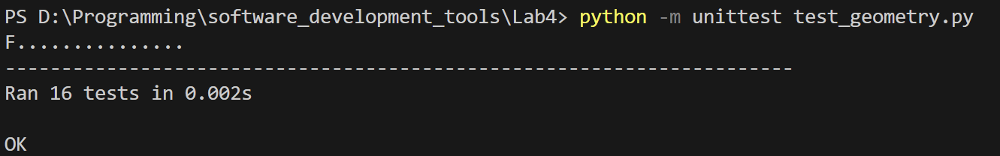 PS D:\Programming\software_development_tools\Lab4> python -m unittest test_geometry.py
F...............
----------------------------------------------------------------------
Ran 16 tests in 0.002s

OK